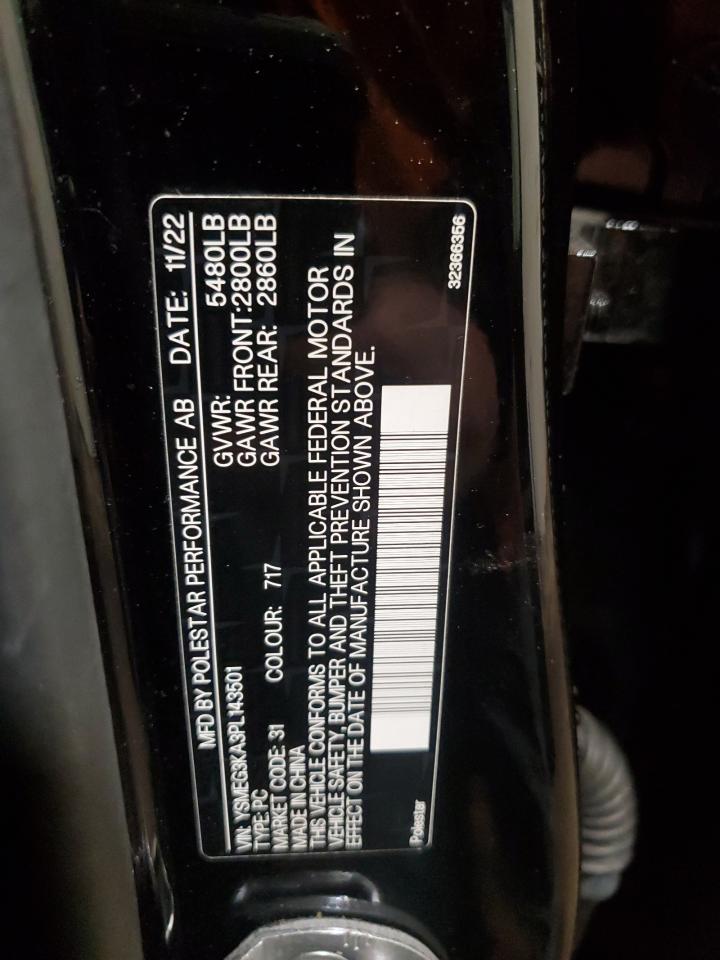 MFD BY POLESTAR PERFORMANCE AB DATE: 11/22
GVWR: 5480LB
GAWR FRONT:2800LB
GAWR REAR: 2860LB
VIN: YSMEG3KA3PL143501
TYPE: PC
MARKET CODE: 31 COLOUR: 717
MADE IN CHINA
THIS VEHICLE CONFORMS TO ALL APPLICABLE FEDERAL MOTOR
VEHICLE SAFETY, BUMPER AND THEFT PREVENTION STANDARDS IN
EFFECT ON THE DATE OF MANUFACTURE SHOWN ABOVE.
Polestar
32366356